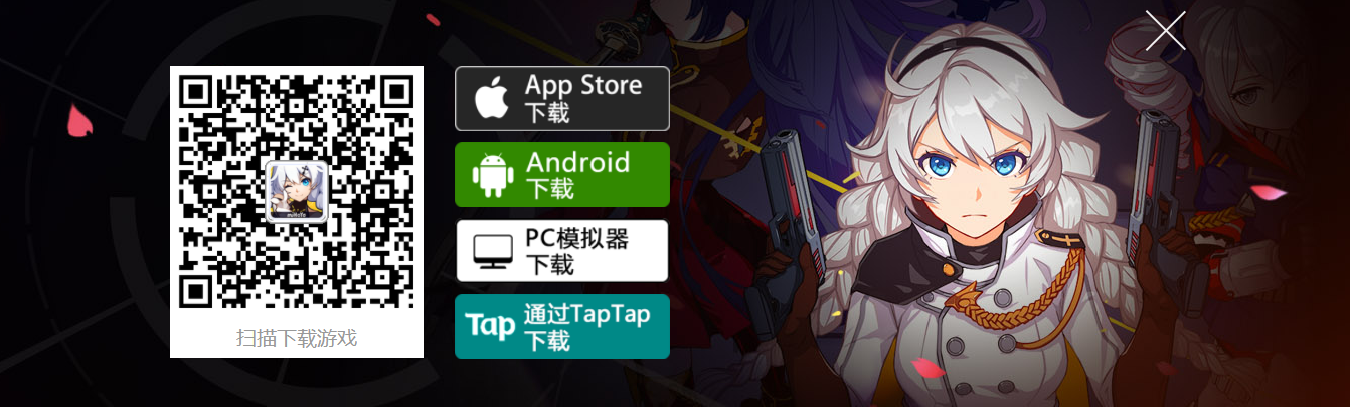 miHoYo
扫描下载游戏
App Store
下载
Android
下载
PC模拟器
下载
Tap
通过TapTap
下载